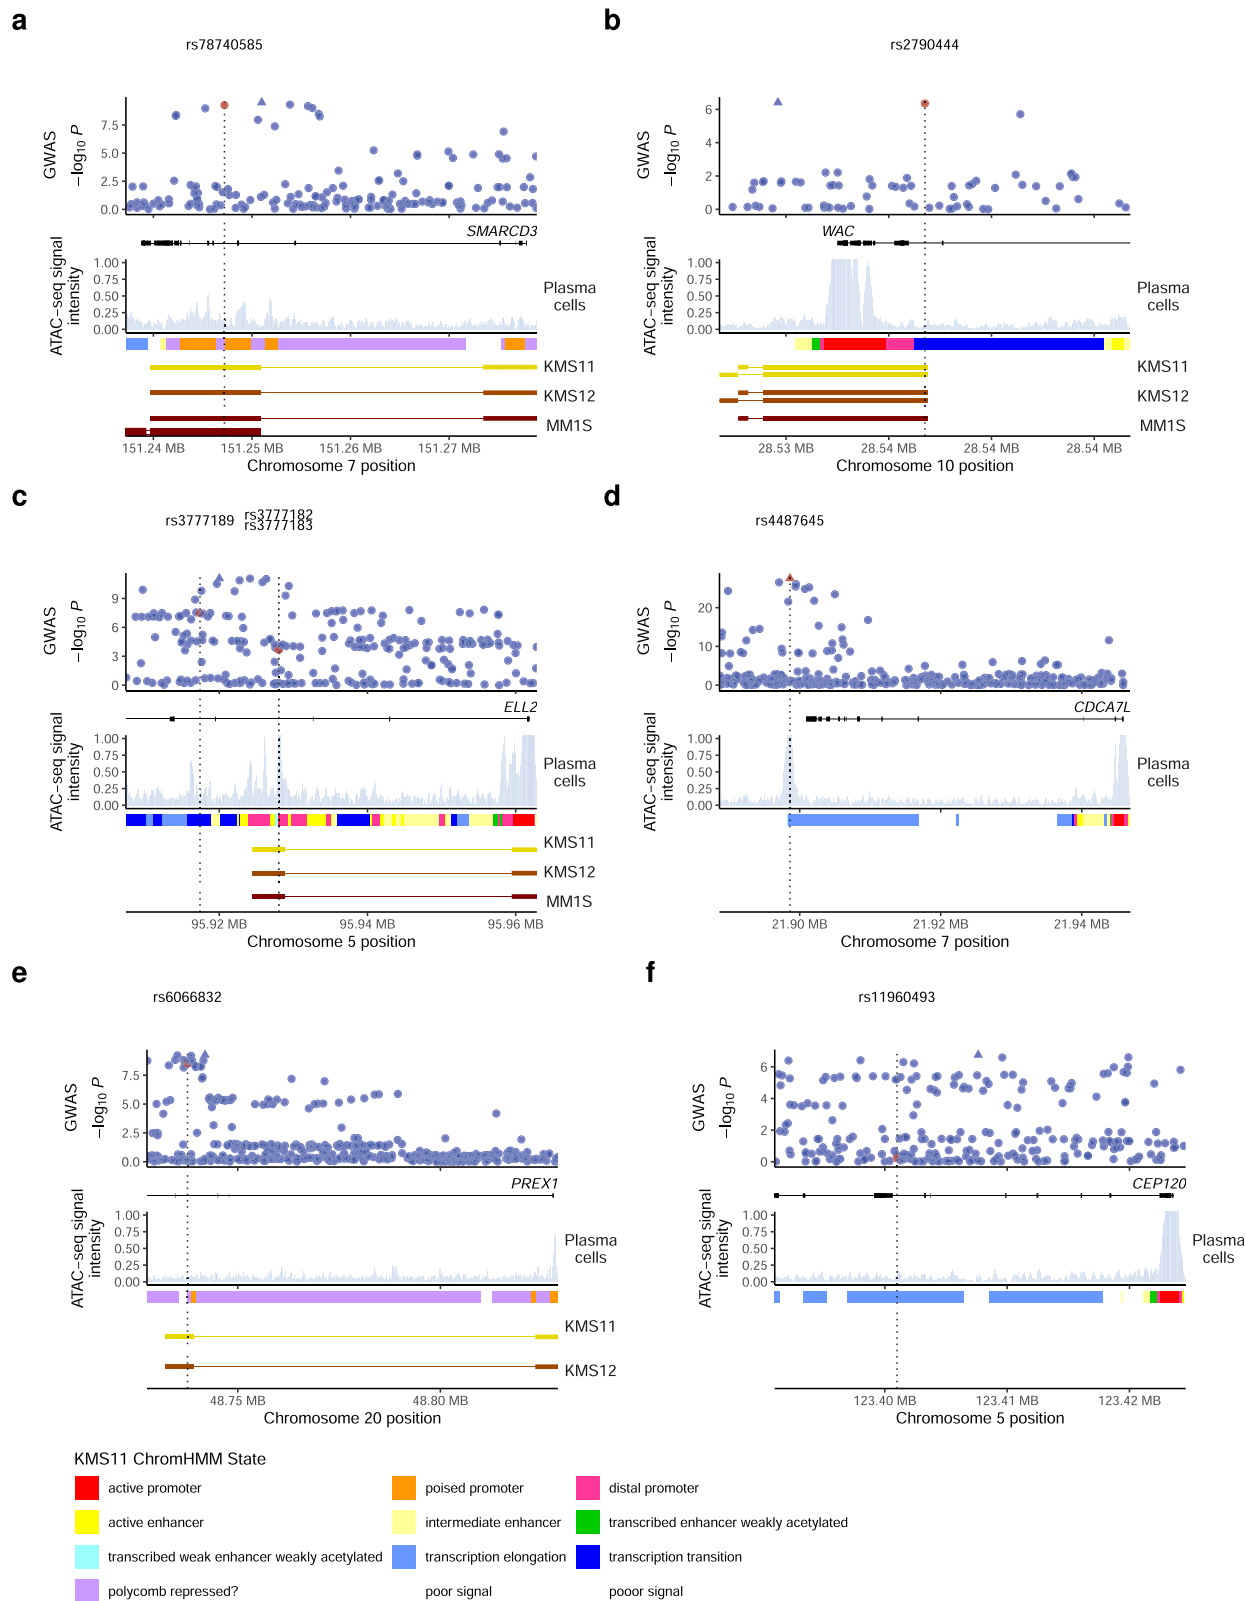 a
rs78740585
GWAS
−log10 P
7.5
5.0
2.5
0.0
SMARCD3
ATAC−seq signal
intensity
1.00
0.75
0.50
0.25
0.00
Plasma
cells
KMS11
KMS12
MM1S
151.24 MB
151.25 MB
151.26 MB
151.27 MB
Chromosome 7 position
b
rs2790444
GWAS
−log10 P
6
4
2
0
WAC
ATAC−seq signal
intensity
1.00
0.75
0.50
0.25
0.00
Plasma
cells
KMS11
KMS12
MM1S
28.53 MB
28.54 MB
28.54 MB
28.54 MB
Chromosome 10 position
c
rs3777189
rs3777182
rs3777183
GWAS
−log10 P
9
6
3
0
ELL2
ATAC−seq signal
intensity
1.00
0.75
0.50
0.25
0.00
Plasma
cells
KMS11
KMS12
MM1S
95.92 MB
95.94 MB
95.96 MB
Chromosome 5 position
d
rs4487645
GWAS
−log10 P
20
10
0
CDCA7L
ATAC−seq signal
intensity
1.00
0.75
0.50
0.25
0.00
Plasma
cells
21.90 MB
21.92 MB
21.94 MB
Chromosome 7 position
e
rs6066832
GWAS
−log10 P
7.5
5.0
2.5
0.0
PREX1
ATAC−seq signal
intensity
1.00
0.75
0.50
0.25
0.00
Plasma
cells
KMS11
KMS12
48.75 MB
48.80 MB
Chromosome 20 position
f
rs11960493
GWAS
−log10 P
6
4
2
0
CEP120
ATAC−seq signal
intensity
1.00
0.75
0.50
0.25
0.00
Plasma
cells
123.40 MB
123.41 MB
123.42 MB
Chromosome 5 position
KMS11 ChromHMM State
active promoter
poised promoter
distal promoter
active enhancer
intermediate enhancer
transcribed enhancer weakly acetylated
transcribed weak enhancer weakly acetylated
transcription elongation
transcription transition
polycomb repressed?
poor signal
pooor signal